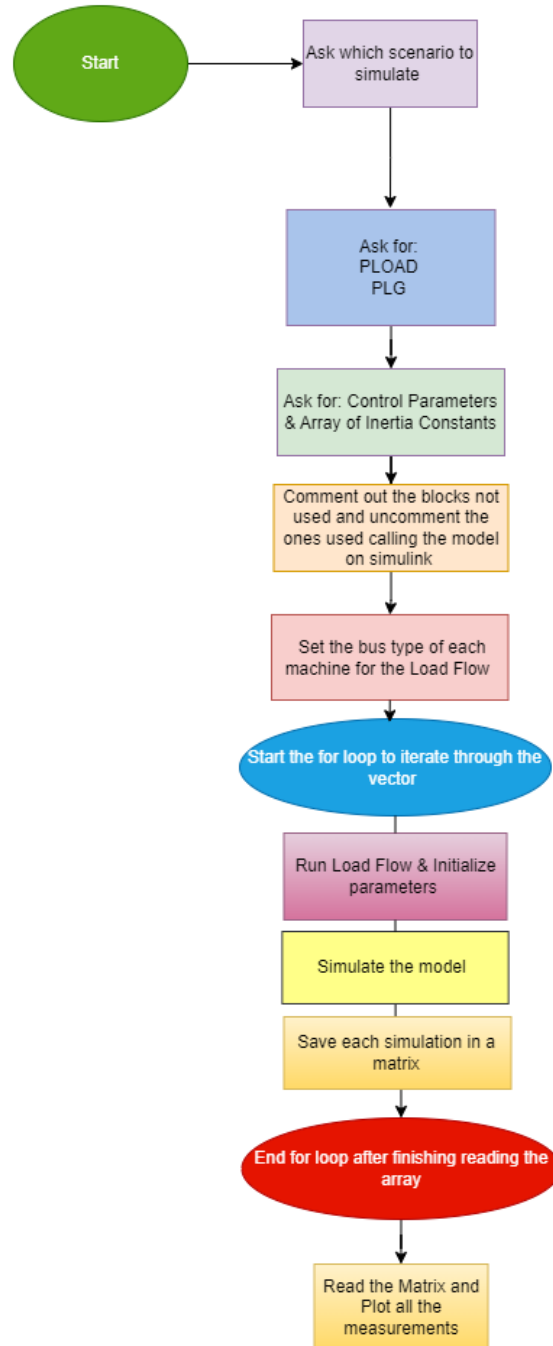 Start
Ask which scenario to
simulate
Ask for:
PLOAD
PLG
Ask for: Control Parameters
& Array of Inertia Constants
Comment out the blocks not
used and uncomment the
ones used calling the model
on simulink
Set the bus type of each
machine for the Load Flow
Start the for loop to iterate through the
vector
Run Load Flow & Initialize
parameters
Simulate the model
Save each simulation in a
matrix
End for loop after finishing reading the
array
Read the Matrix and
Plot all the
measurements